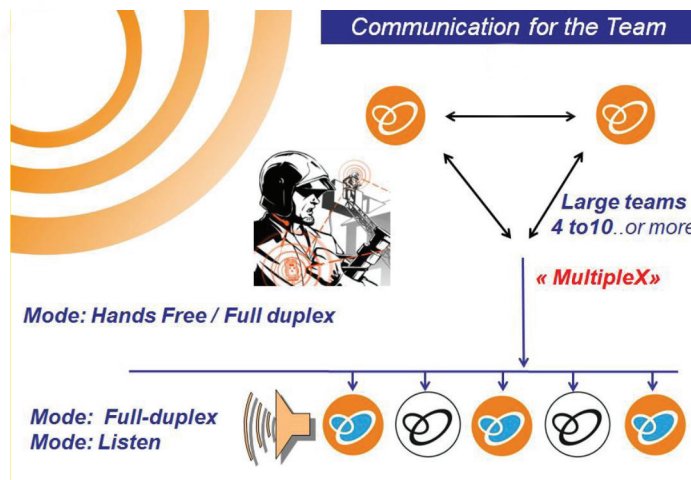 Communication for the Team
Large teams
4 to10..or more
« MultipleX»
Mode: Hands Free / Full duplex
Mode: Full-duplex
Mode: Listen